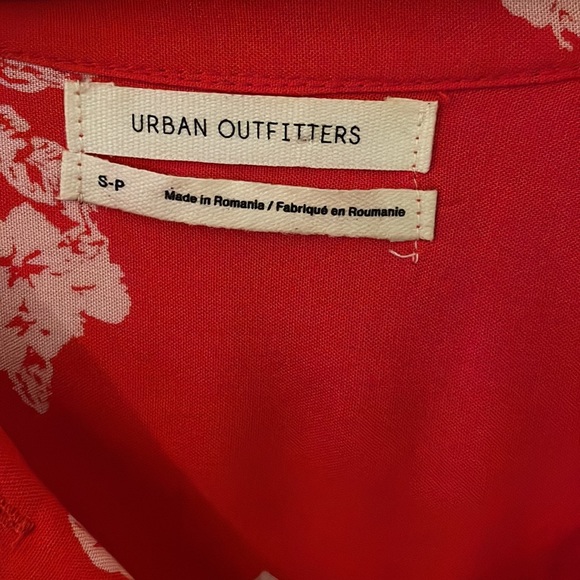 URBAN OUTFITTERS
S-P Made in Romania / Fabriqué en Roumanie